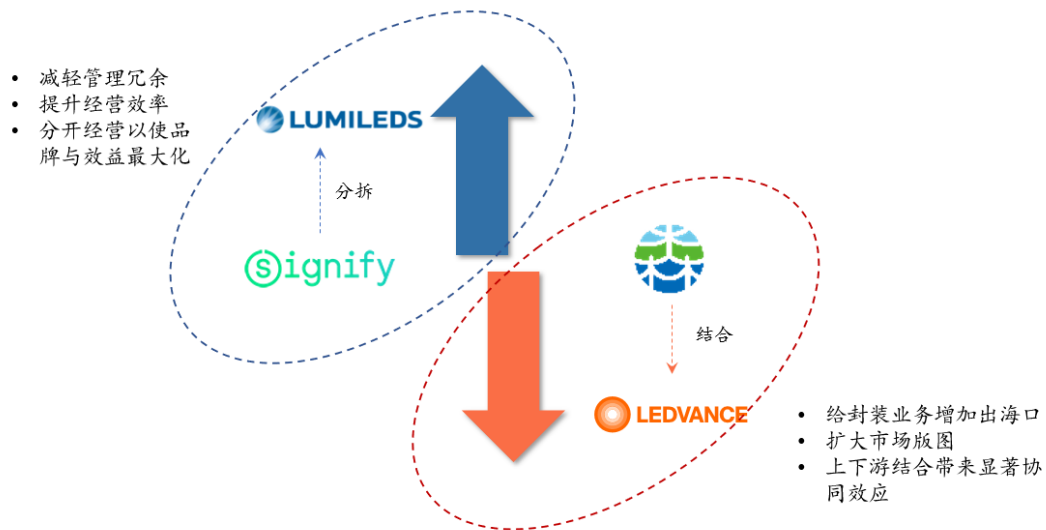 减轻管理冗余
提升经营效率
分开经营以使品
牌与效益最大化
LUMILEDS
分拆
signify
结合
LEDVANCE
给封装业务增加出海口
扩大市场版图
上下游结合带来显著协
同效应